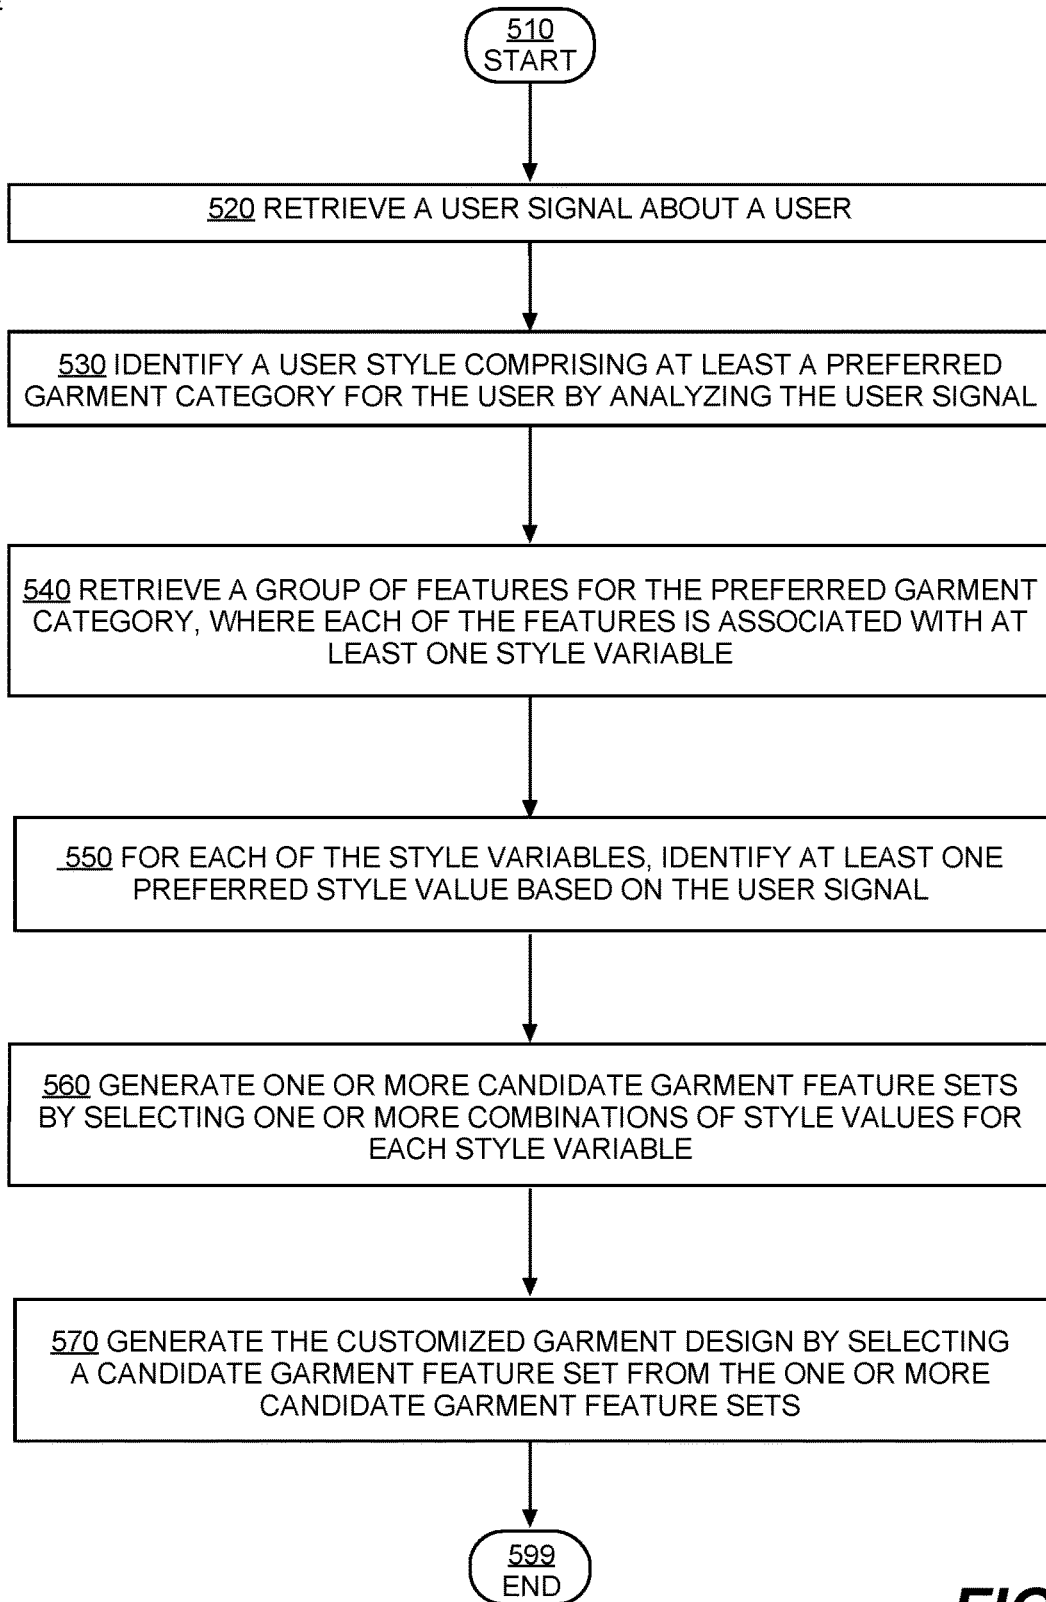 510
START
520 RETRIEVE A USER SIGNAL ABOUT A USER
530 IDENTIFY A USER STYLE COMPRISING AT LEAST A PREFERRED
GARMENT CATEGORY FOR THE USER BY ANALYZING THE USER SIGNAL
540 RETRIEVE A GROUP OF FEATURES FOR THE PREFERRED GARMENT
CATEGORY, WHERE EACH OF THE FEATURES IS ASSOCIATED WITH AT
LEAST ONE STYLE VARIABLE
550 FOR EACH OF THE STYLE VARIABLES, IDENTIFY AT LEAST ONE
PREFERRED STYLE VALUE BASED ON THE USER SIGNAL
560 GENERATE ONE OR MORE CANDIDATE GARMENT FEATURE SETS
BY SELECTING ONE OR MORE COMBINATIONS OF STYLE VALUES FOR
EACH STYLE VARIABLE
570 GENERATE THE CUSTOMIZED GARMENT DESIGN BY SELECTING
A CANDIDATE GARMENT FEATURE SET FROM THE ONE OR MORE
CANDIDATE GARMENT FEATURE SETS
599
END